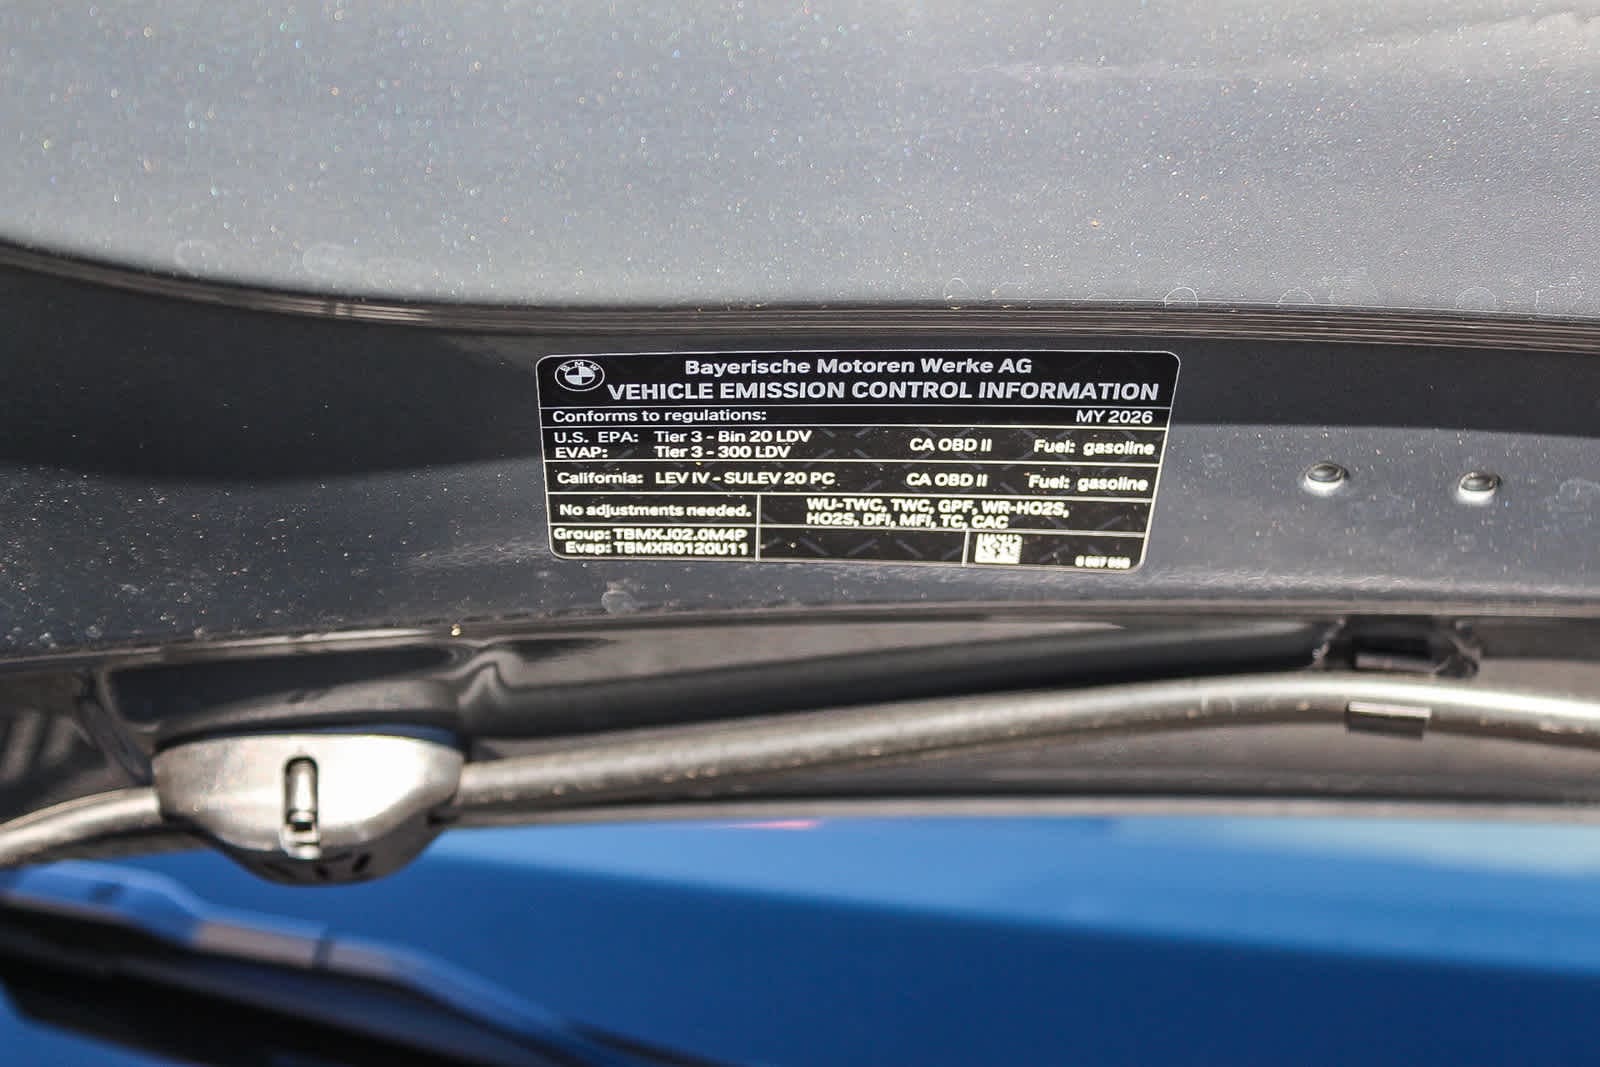 BMW
Bayerische Motoren Werke AG
VEHICLE EMISSION CONTROL INFORMATION
Conforms to regulations: MY 2026
U.S. EPA: Tier 3 - Bin 20 LDV CA OBD II Fuel: gasoline
EVAP: Tier 3 - 300 LDV
California: LEV IV - SULEV 20 PC CA OBD II Fuel: gasoline
No adjustments needed.
WU-TWC, TWC, GPF, WR-HO2S,
HO2S, DFI, MFI, TC, CAC
Group: TBMXJ02.0M4P
Evap: TBMXR0120U11